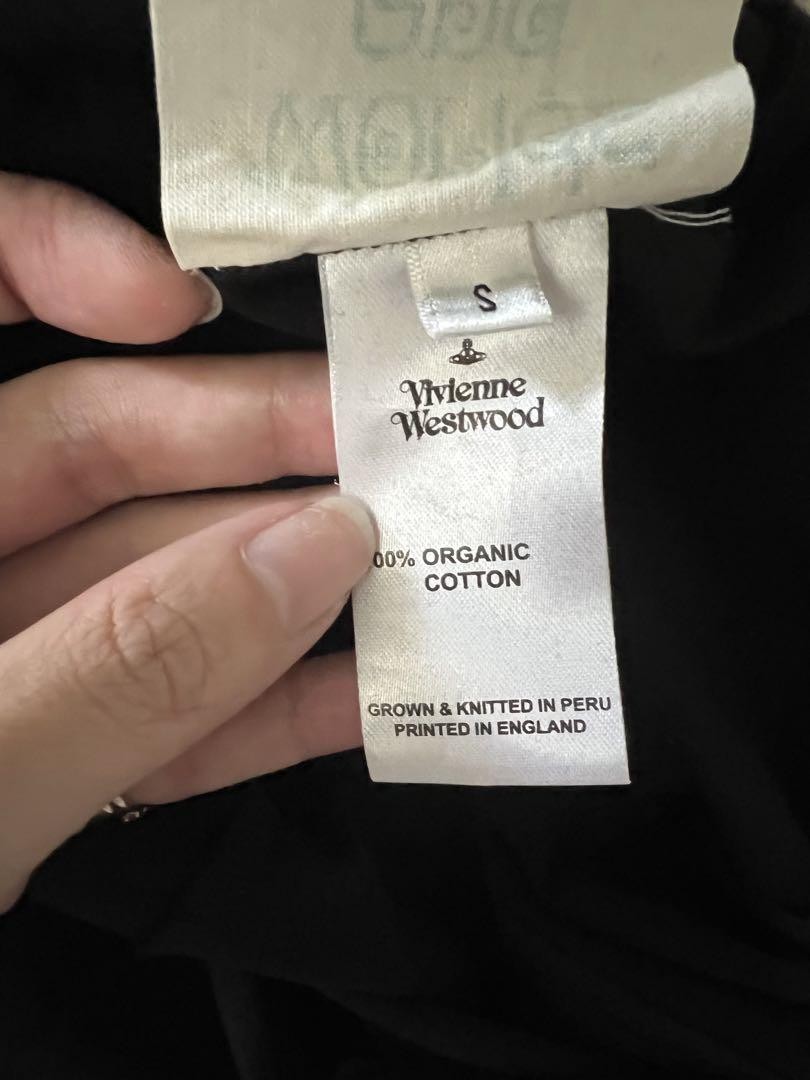 S
Vivienne
Westwood
00% ORGANIC
COTTON
GROWN & KNITTED IN PERU
PRINTED IN ENGLAND